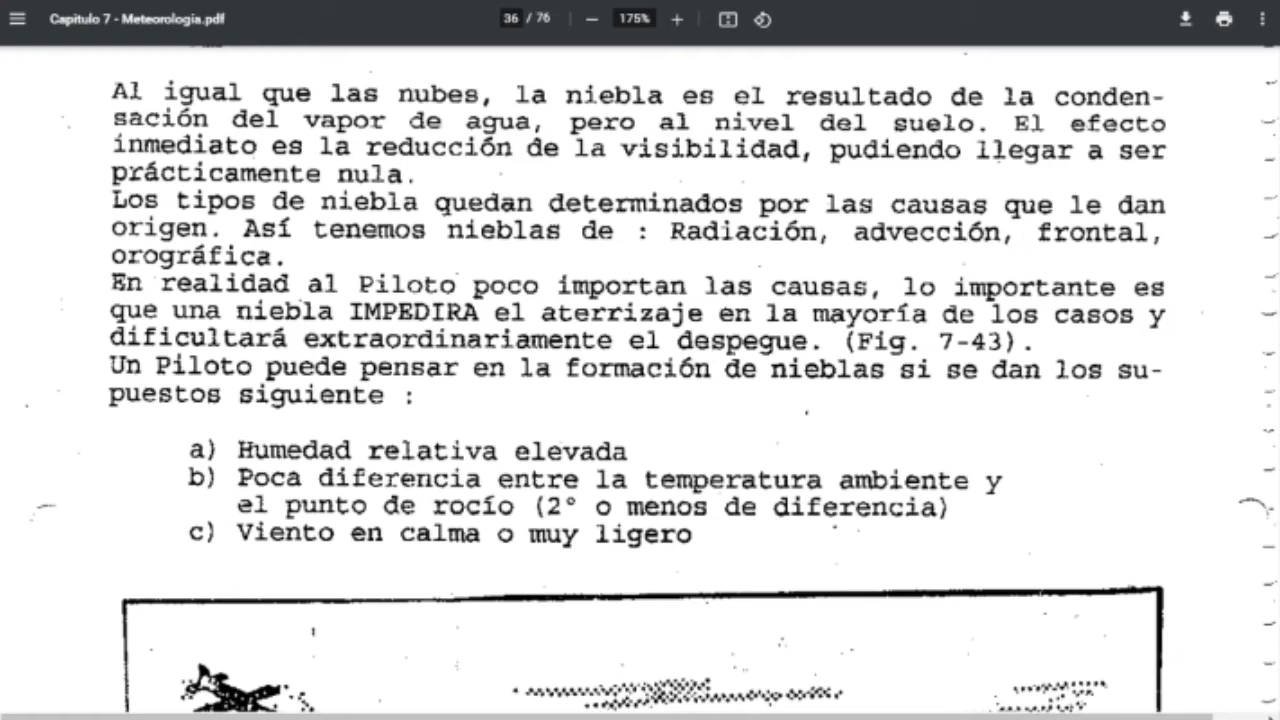 Capitulo 7 - Meteorologia.pdf
36 / 76
175%
Al igual que las nubes, la niebla es el resultado de la conden-
sación del vapor de agua, pero al nivel del suelo. El efecto
inmediato es la reducción de la visibilidad, pudiendo llegar a ser
prácticamente nula.
Los tipos de niebla quedan determinados por las causas que le dan
origen. Así tenemos nieblas de : Radiación, advección, frontal,
orográfica.
En realidad al Piloto poco importan las causas, lo importante es
que una niebla IMPEDIRA el aterrizaje en la mayoría de los casos y
dificultará extraordinariamente el despegue. (Fig. 7-43).
Un Piloto puede pensar en la formación de nieblas si se dan los su-
puestos siguiente :
a) Humedad relativa elevada
b) Poca diferencia entre la temperatura ambiente y
el punto de rocío (2° o menos de diferencia)
c) Viento en calma o muy ligero